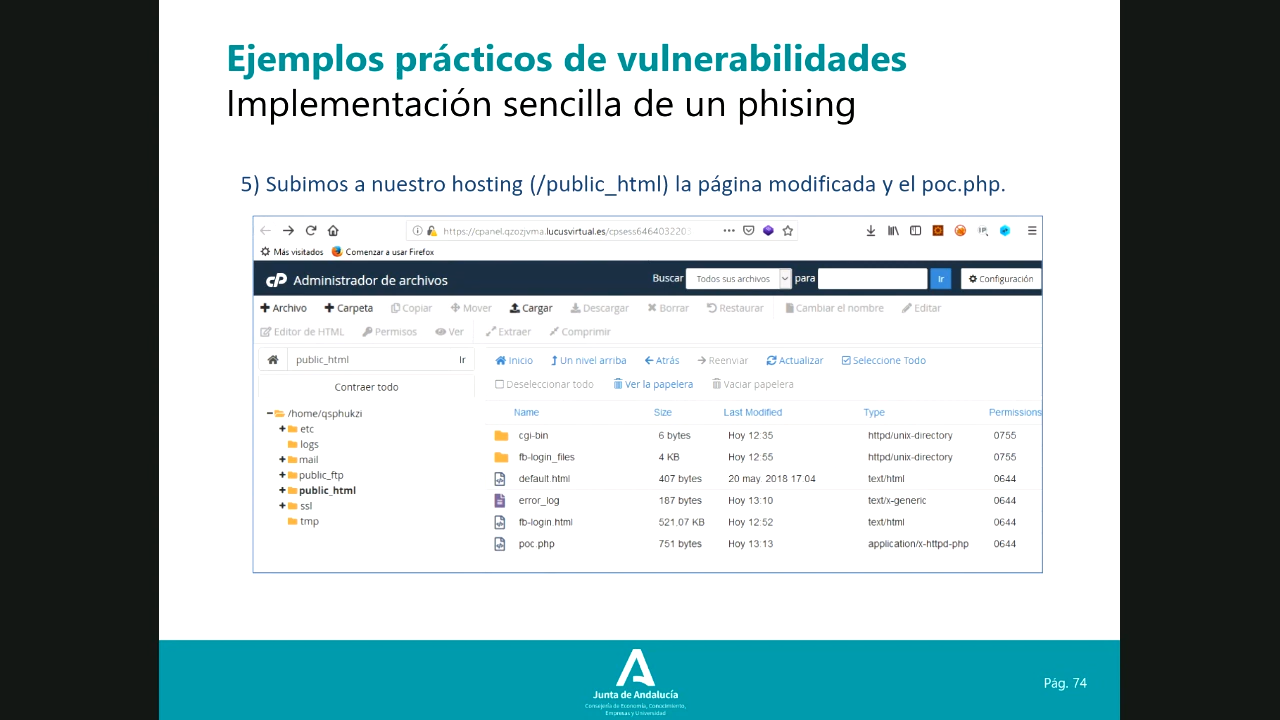 Ejemplos prácticos de vulnerabilidades
Implementación sencilla de un phising
5) Subimos a nuestro hosting (/public_html) la página modificada y el poc.php.
https://cpanel.qzozjvma.lucusvirtual.es/cpsess6464032203
Más visitados Comenzar a usar Firefox
cP Administrador de archivos Buscar Todos sus archivos para Ir Configuración
Archivo Carpeta Copiar Mover Cargar Descargar Borrar Restaurar Cambiar el nombre Editar
Editor de HTML Permisos Ver Extraer Comprimir
public_html Ir
Contraer todo
/home/qsphukzi
etc
logs
mail
public_ftp
public_html
ssl
tmp
Inicio Un nivel arriba Atrás Reenviar Actualizar Seleccione Todo
Deseleccionar todo Ver la papelera Vaciar papelera
Name Size Last Modified Type Permissions
cgi-bin 6 bytes Hoy 12:35 httpd/unix-directory 0755
fb-login_files 4 KB Hoy 12:55 httpd/unix-directory 0755
default.html 407 bytes 20 may. 2018 17:04 text/html 0644
error_log 187 bytes Hoy 13:10 text/x-generic 0644
fb-login.html 521.07 KB Hoy 12:52 text/html 0644
poc.php 751 bytes Hoy 13:13 application/x-httpd-php 0644
Junta de Andalucía
Consejería de Economía, Conocimiento,
Empresas y Universidad
Pág. 74